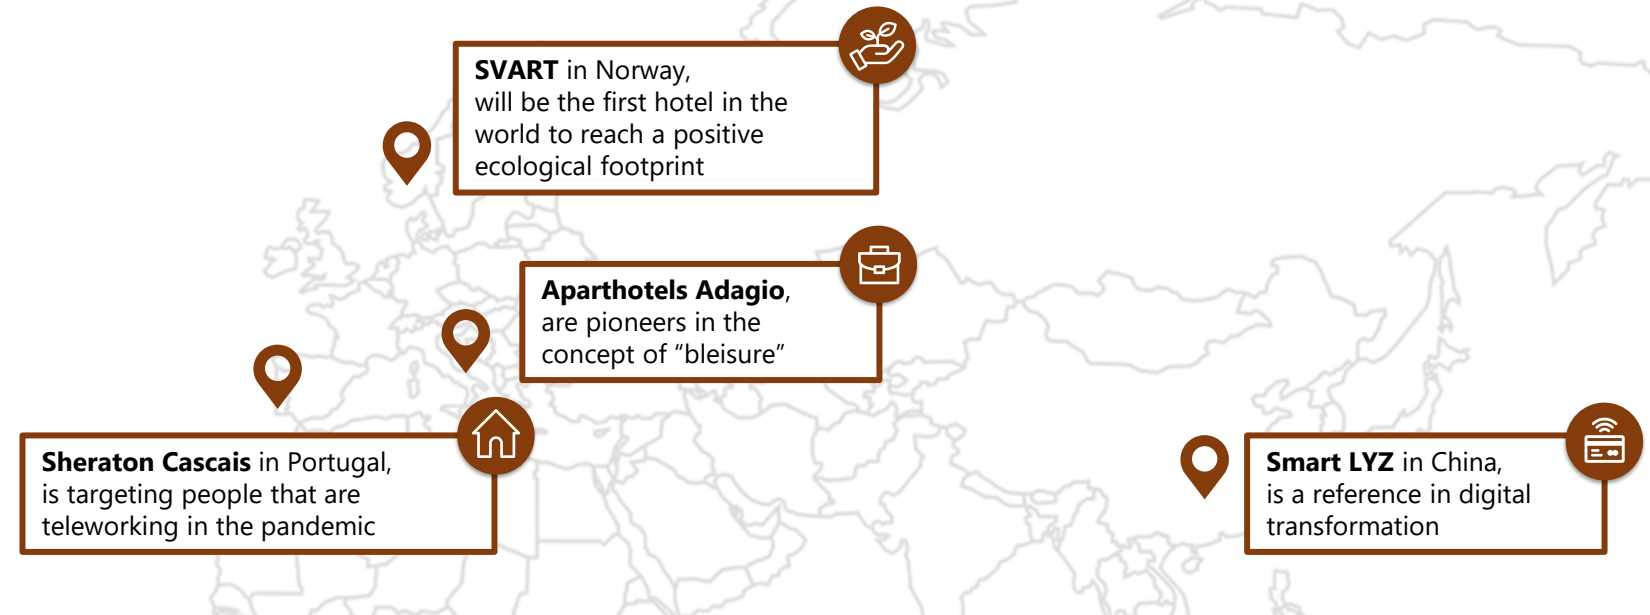 SVART in Norway,
will be the first hotel in the
world to reach a positive
ecological footprint
Aparthotels Adagio,
are pioneers in the
concept of “bleisure”
Sheraton Cascais in Portugal,
is targeting people that are
teleworking in the pandemic
Smart LYZ in China,
is a reference in digital
transformation